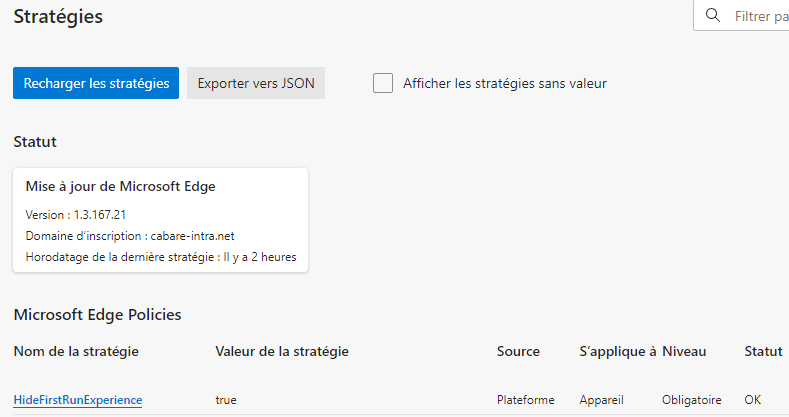 Stratégies
Filtrer pa
Recharger les stratégies
Exporter vers JSON
Afficher les stratégies sans valeur
Statut
Mise à jour de Microsoft Edge
Version : 1.3.167.21
Domaine d’inscription : cabare-intra.net
Horodatage de la dernière stratégie : Il y a 2 heures
Microsoft Edge Policies
Nom de la stratégie Valeur de la stratégie Source S’applique à Niveau Statut
HideFirstRunExperience true Plateforme Appareil Obligatoire OK